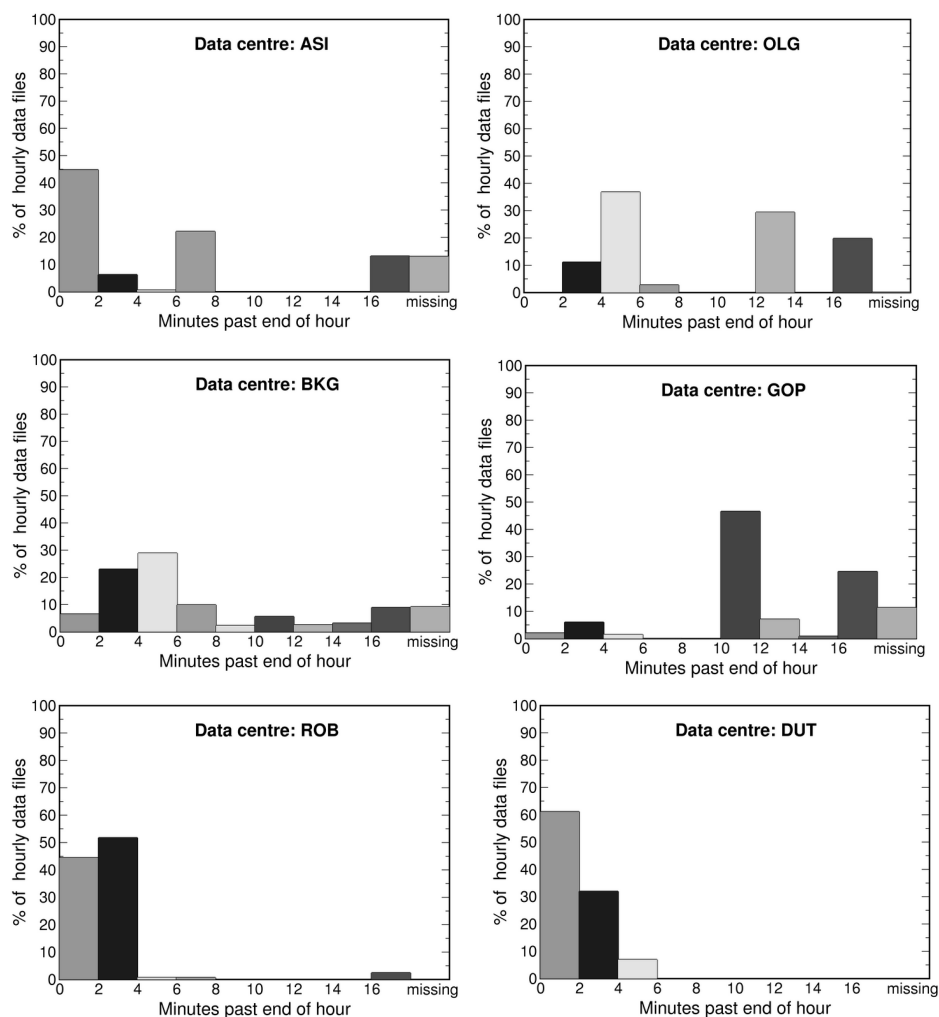 Data centre: ASI
% of hourly data files
100
90
80
70
60
50
40
30
20
10
0
0 2 4 6 8 10 12 14 16 missing
Minutes past end of hour
Data centre: OLG
% of hourly data files
100
90
80
70
60
50
40
30
20
10
0
0 2 4 6 8 10 12 14 16 missing
Minutes past end of hour
Data centre: BKG
% of hourly data files
100
90
80
70
60
50
40
30
20
10
0
0 2 4 6 8 10 12 14 16 missing
Minutes past end of hour
Data centre: GOP
% of hourly data files
100
90
80
70
60
50
40
30
20
10
0
0 2 4 6 8 10 12 14 16 missing
Minutes past end of hour
Data centre: ROB
% of hourly data files
100
90
80
70
60
50
40
30
20
10
0
0 2 4 6 8 10 12 14 16 missing
Minutes past end of hour
Data centre: DUT
% of hourly data files
100
90
80
70
60
50
40
30
20
10
0
0 2 4 6 8 10 12 14 16 missing
Minutes past end of hour